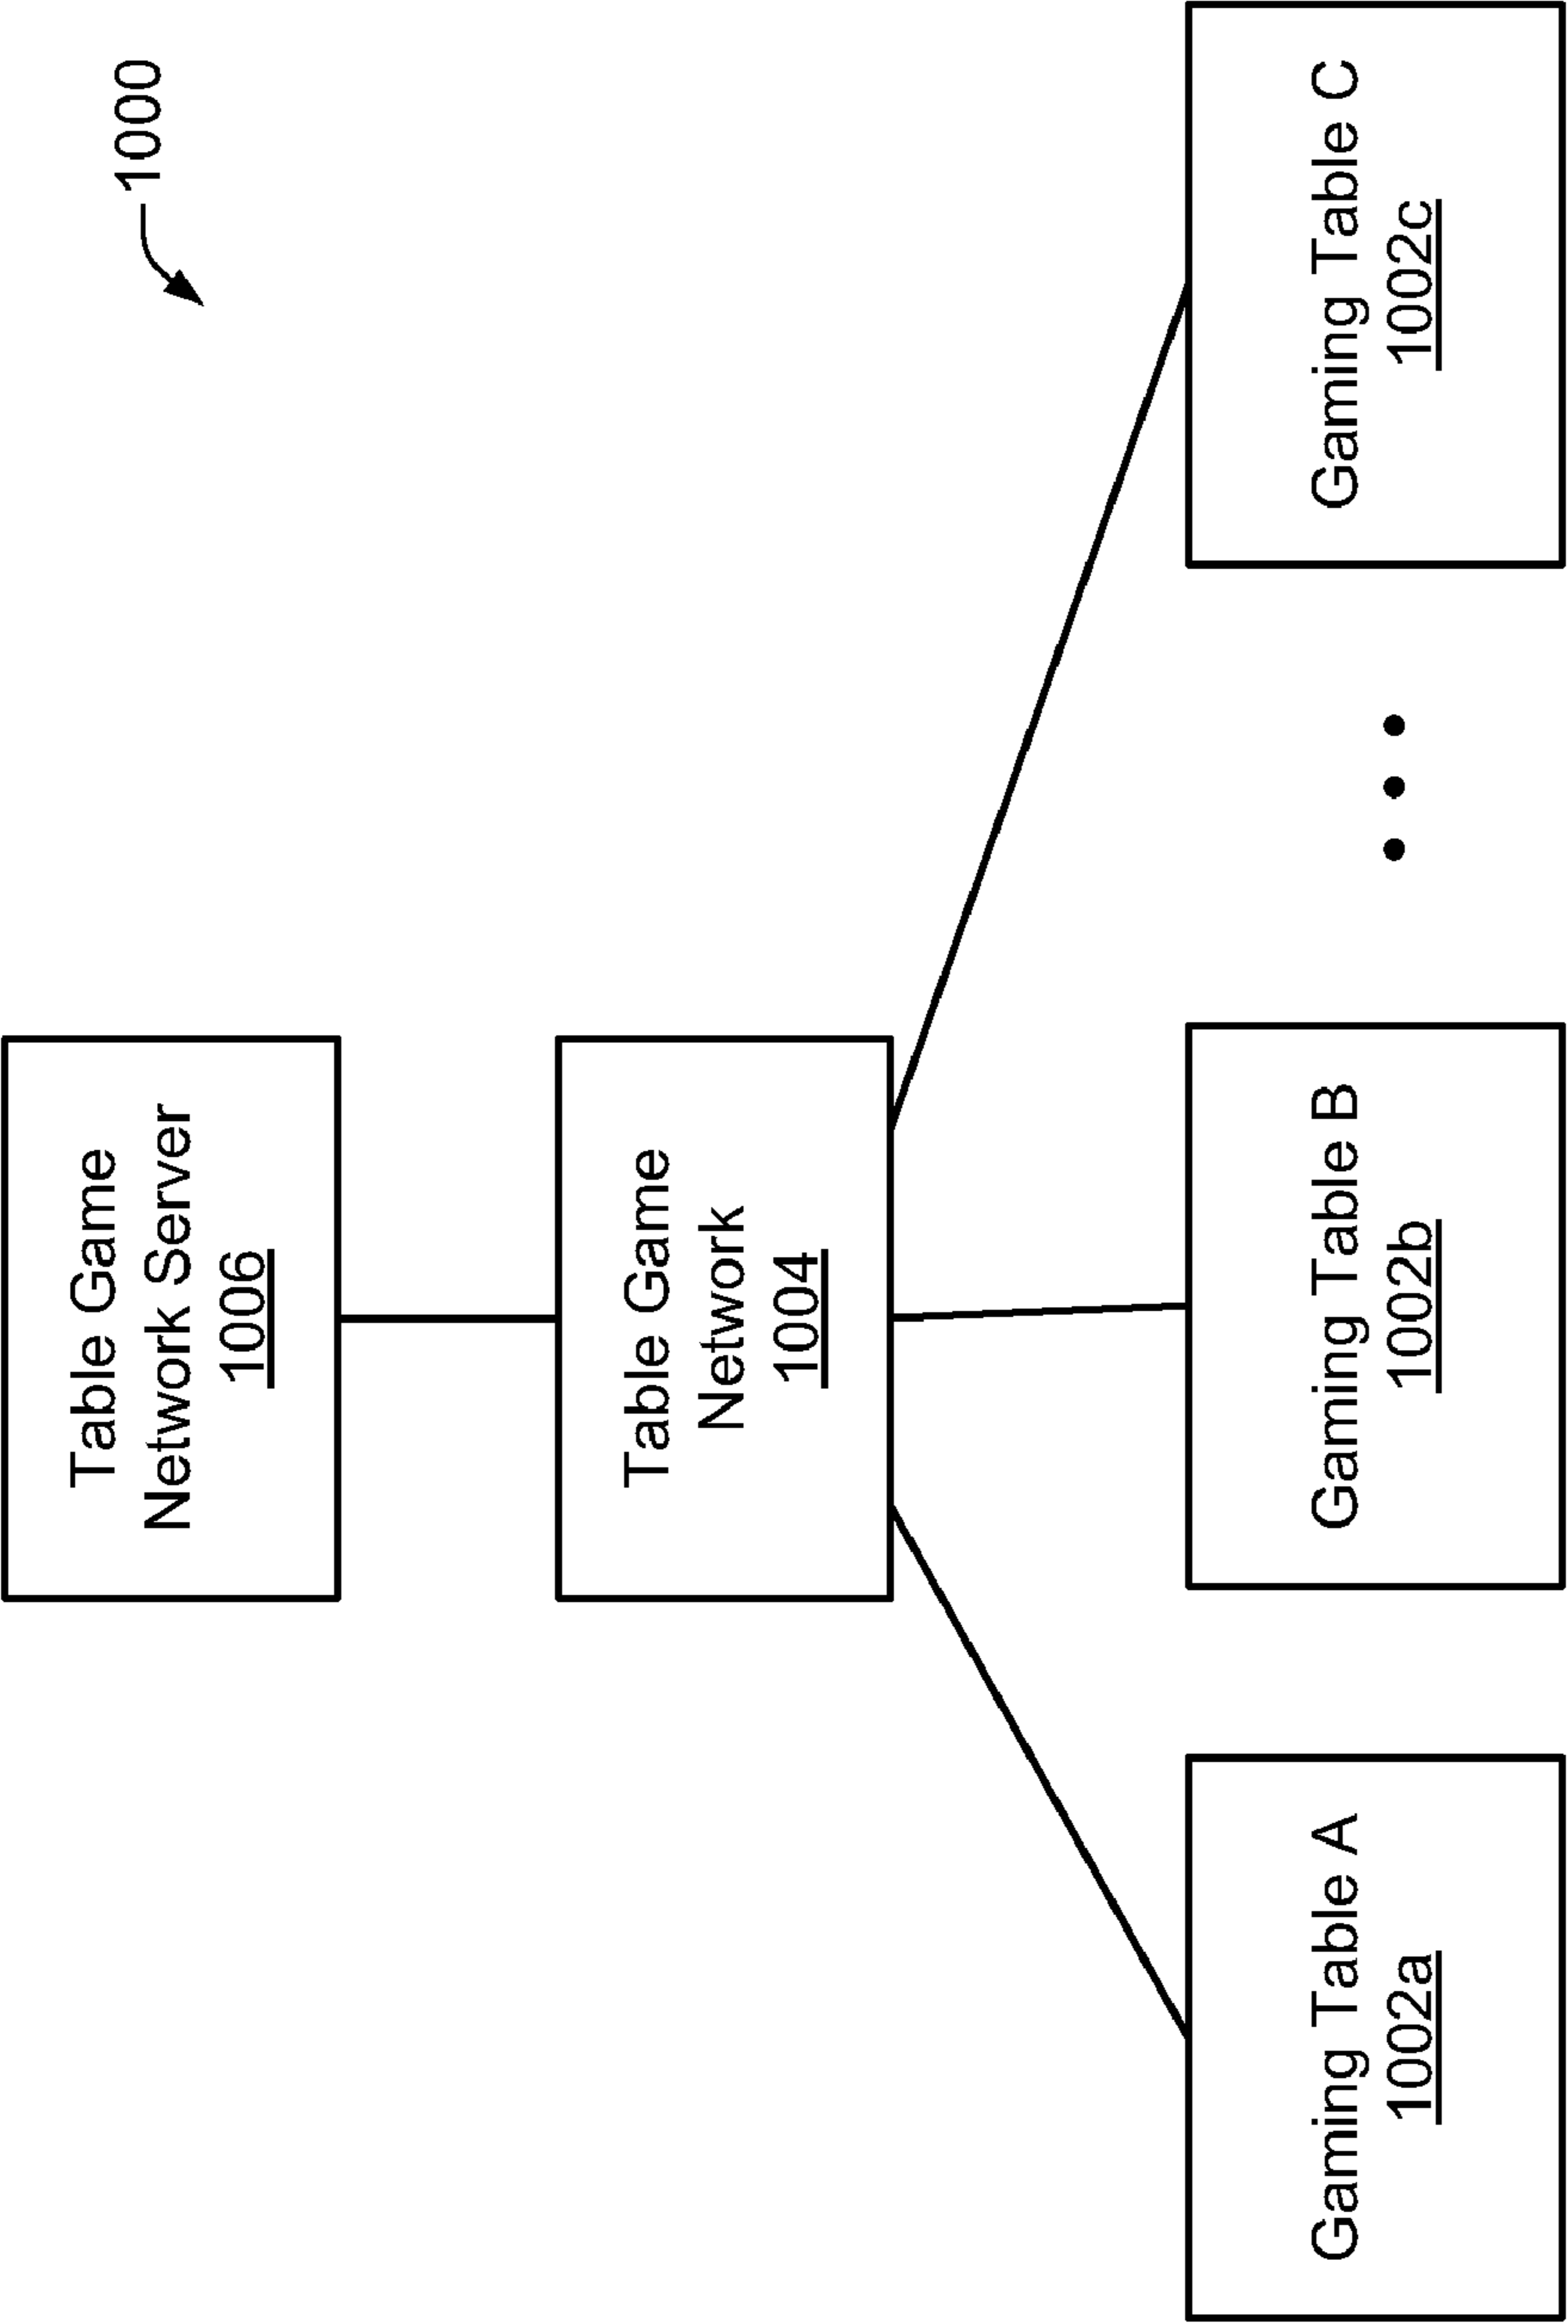 1000
Table Game
Network Server
1006
Table Game
Network
1004
Gaming Table A
1002a
Gaming Table B
1002b
Gaming Table C
1002c